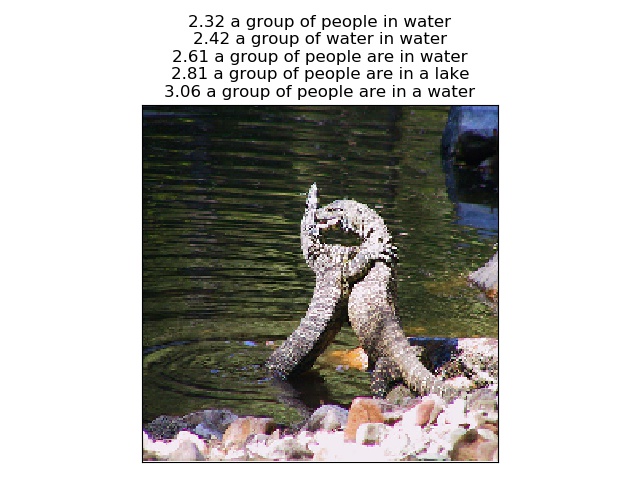 2.32 a group of people in water
2.42 a group of water in water
2.61 a group of people are in water
2.81 a group of people are in a lake
3.06 a group of people are in a water